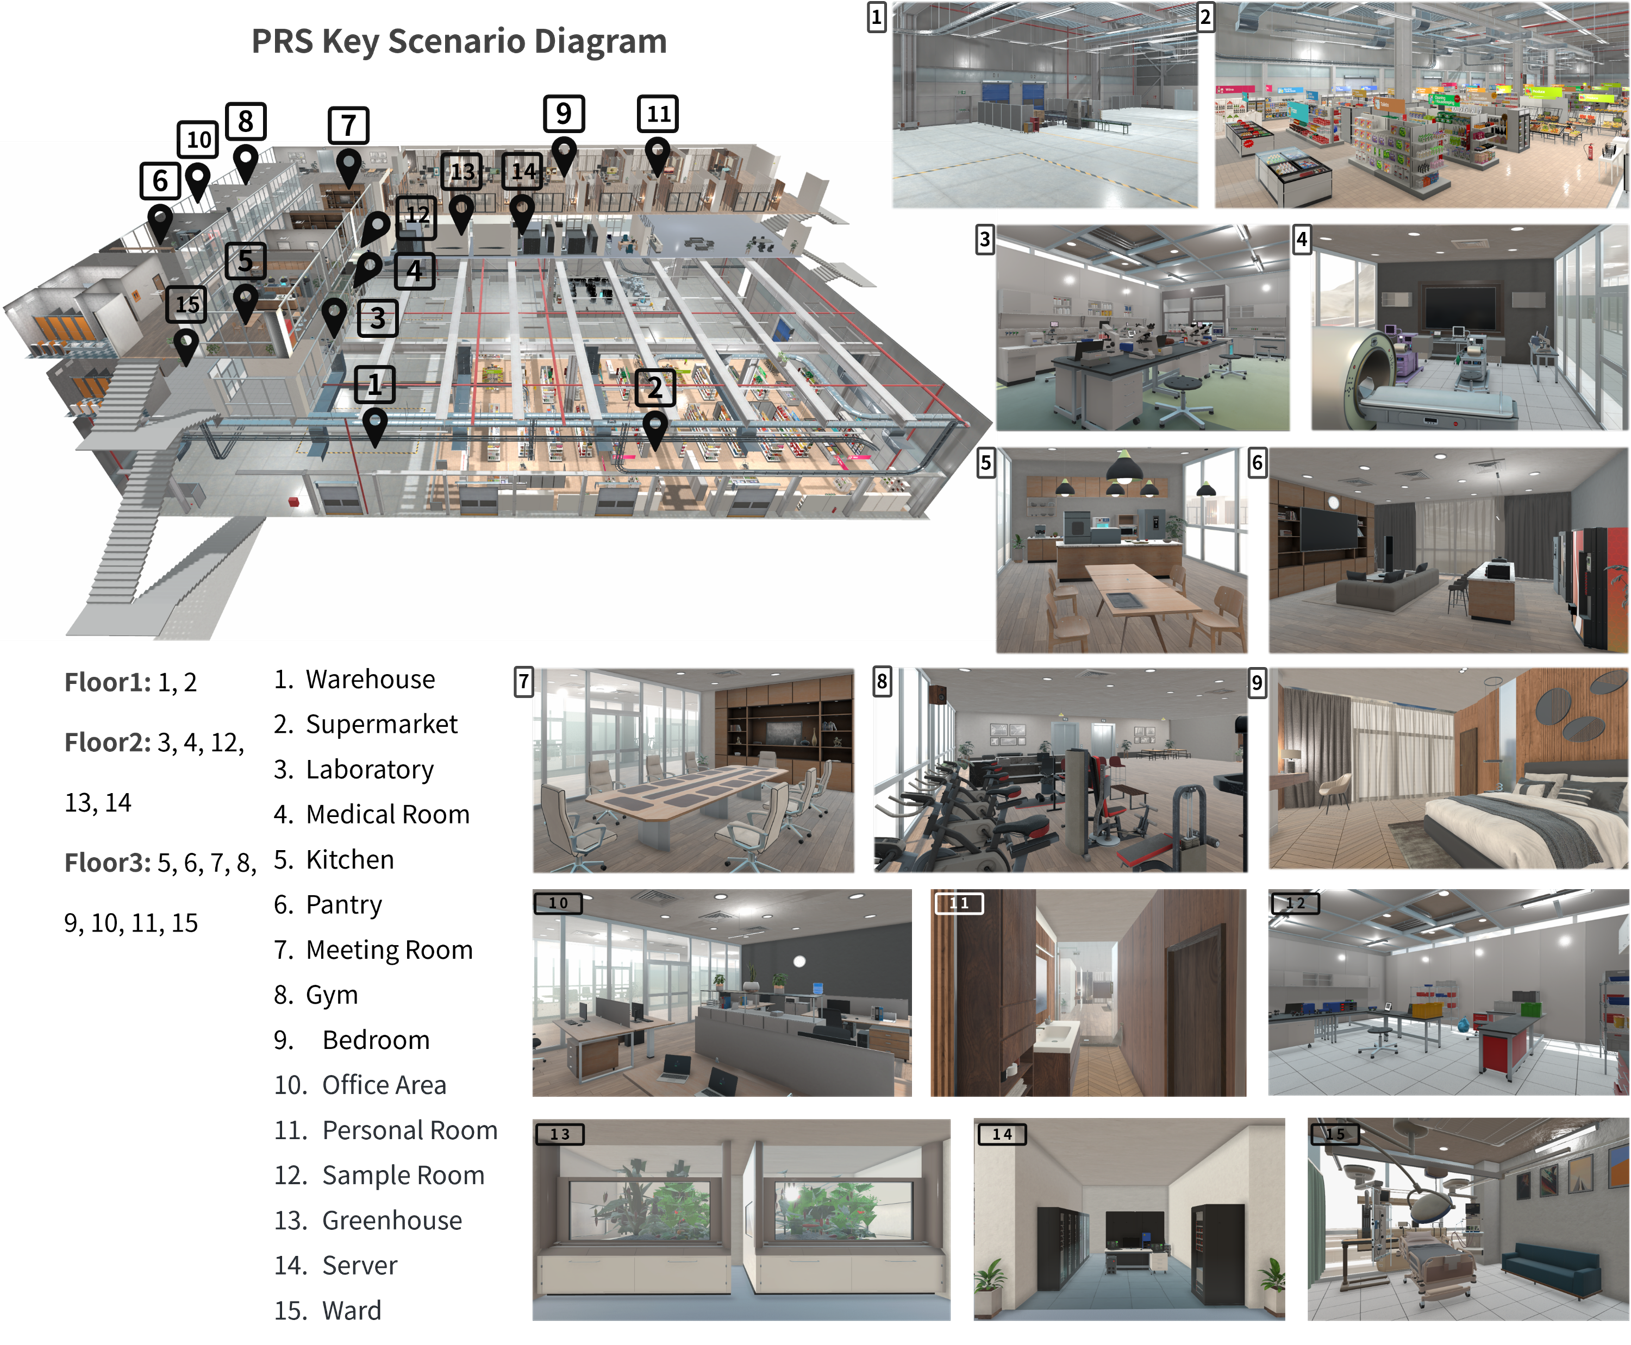 PRS Key Scenario Diagram
1
2
9
11
8
7
10
13
14
6
12
5
4
15
3
1
2
3
4
5
6
Floor1: 1, 2
Floor2: 3, 4, 12,
13, 14
Floor3: 5, 6, 7, 8,
9, 10, 11, 15
1. Warehouse
2. Supermarket
3. Laboratory
4. Medical Room
5. Kitchen
6. Pantry
7. Meeting Room
8. Gym
9. Bedroom
10. Office Area
11. Personal Room
12. Sample Room
13. Greenhouse
14. Server
15. Ward
7
8
9
10
11
12
13
14
15